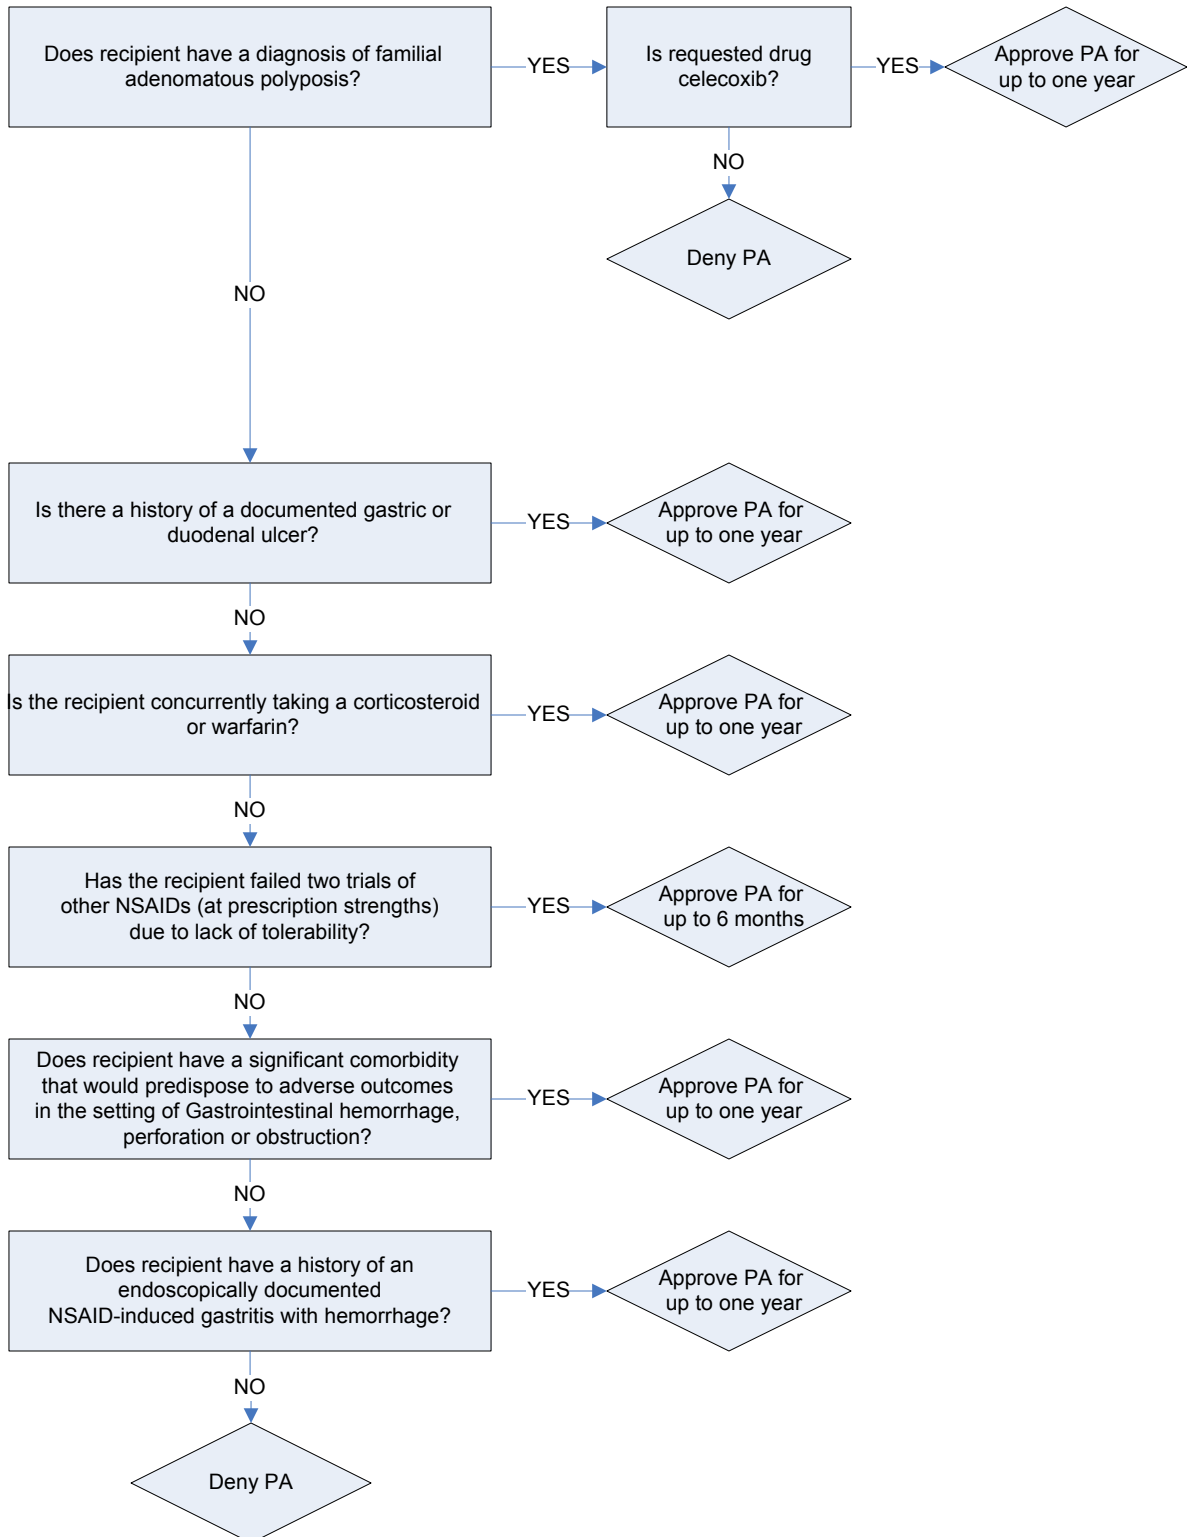 Does recipient have a diagnosis of familial
adenomatous polyposis?
YES
Is requested drug
celecoxib?
YES
Approve PA for
up to one year
NO
Deny PA
NO
Is there a history of a documented gastric or
duodenal ulcer?
YES
Approve PA for
up to one year
NO
Is the recipient concurrently taking a corticosteroid
or warfarin?
YES
Approve PA for
up to one year
NO
Has the recipient failed two trials of
other NSAIDs (at prescription strengths)
due to lack of tolerability?
YES
Approve PA for
up to 6 months
NO
Does recipient have a significant comorbidity
that would predispose to adverse outcomes
in the setting of Gastrointestinal hemorrhage,
perforation or obstruction?
YES
Approve PA for
up to one year
NO
Does recipient have a history of an
endoscopically documented
NSAID-induced gastritis with hemorrhage?
YES
Approve PA for
up to one year
NO
Deny PA